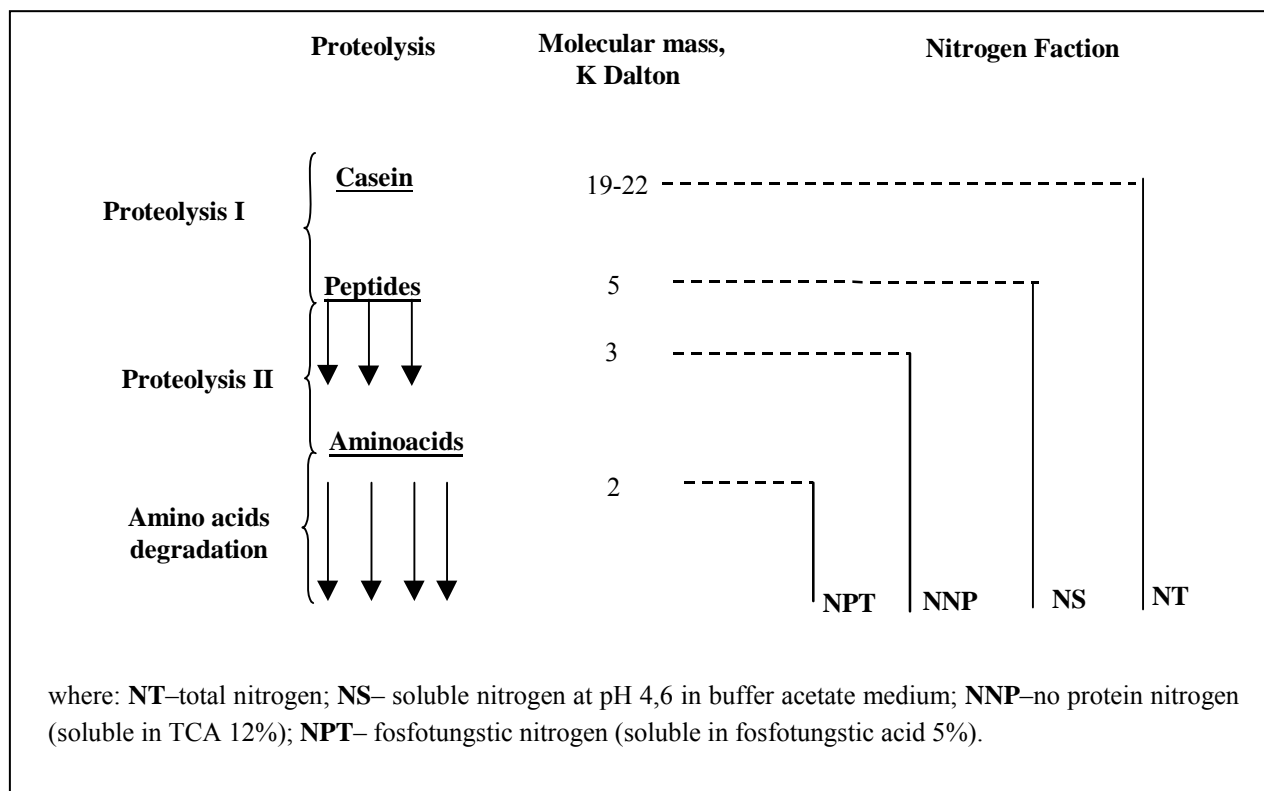 Proteolysis
Molecular mass,
K Dalton
Nitrogen Faction
Casein
19-22
Proteolysis I
Peptides
5
3
Proteolysis II
Aminoacids
2
Amino acids
degradation
NPT
NNP
NS
NT
where: NT–total nitrogen; NS– soluble nitrogen at pH 4,6 in buffer acetate medium; NNP–no protein nitrogen
(soluble in TCA 12%); NPT– fosfotungstic nitrogen (soluble in fosfotungstic acid 5%).